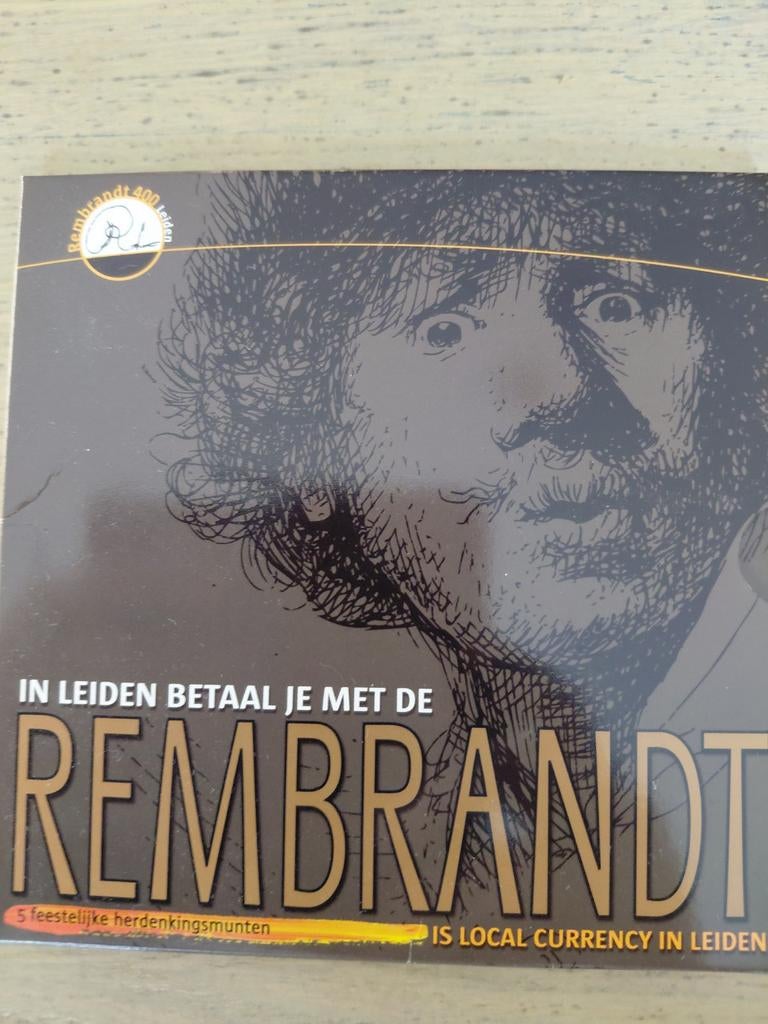 Rembrandt 400 leiden
IN LEIDEN BETAAL JE MET DE
REMBRANDT
5 feestelijke herdenkingsmunten
IS LOCAL CURRENCY IN LEIDEN